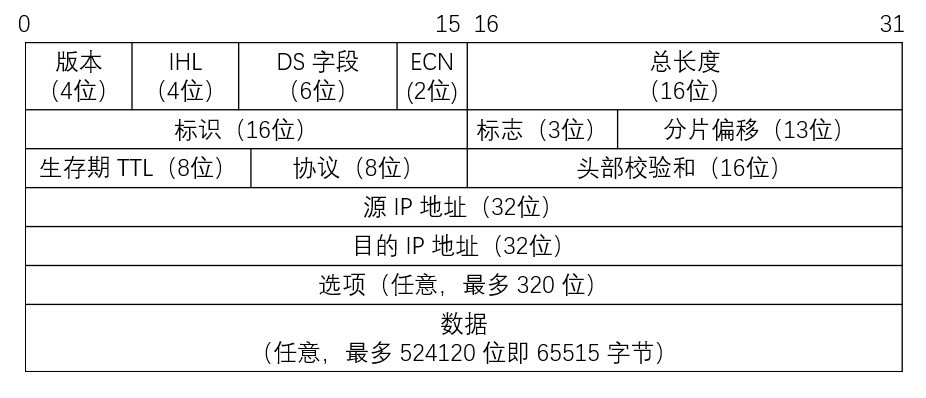 0 15 16 31
版本 IHL DS 字段 ECN 总长度
（4位） （4位） （6位） (2位) （16位）
标识（16位） 标志（3位） 分片偏移（13位）
生存期 TTL（8位） 协议（8位） 头部校验和（16位）
源 IP 地址（32位）
目的 IP 地址（32位）
选项（任意，最多 320 位）
数据
（任意，最多 524120 位即 65515 字节）